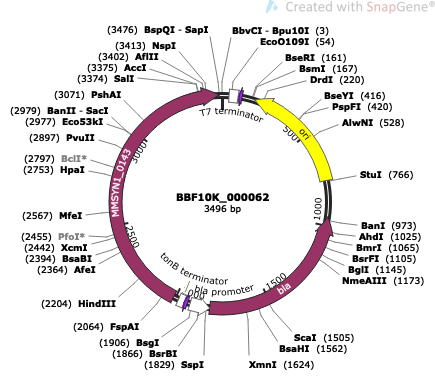 Created with SnapGene®
(3476) BspQI - SapI
(3413) NspI
(3402) AflII
(3375) AccI
(3374) SalI
(3071) PshAI
(2979) BanII - SacI
(2977) Eco53kI
(2897) PvuII
(2797) BclI*
(2753) HpaI
(2567) MfeI
(2455) PfoI*
(2442) XcmI
(2394) BsaBI
(2364) AfeI
(2204) HindIII
(2064) FspAI
(1906) BsgI
(1866) BsrBI
(1829) SspI
BbvCI - Bpu10I (3)
EcoO109I (54)
BseRI (161)
BsmI (167)
DrdI (220)
BseYI (416)
PspFI (420)
AlwNI (528)
StuI (766)
BanI (973)
AhdI (1025)
BmrI (1065)
BsrFI (1105)
BglI (1145)
NmeAIII (1173)
ScaI (1505)
BsaHI (1562)
XmnI (1624)
T7 terminator
ori
500
1000
1500
2500
3000
MMSYN1_0143
BBF10K_000062
3496 bp
tonB terminator
bla promoter
bla